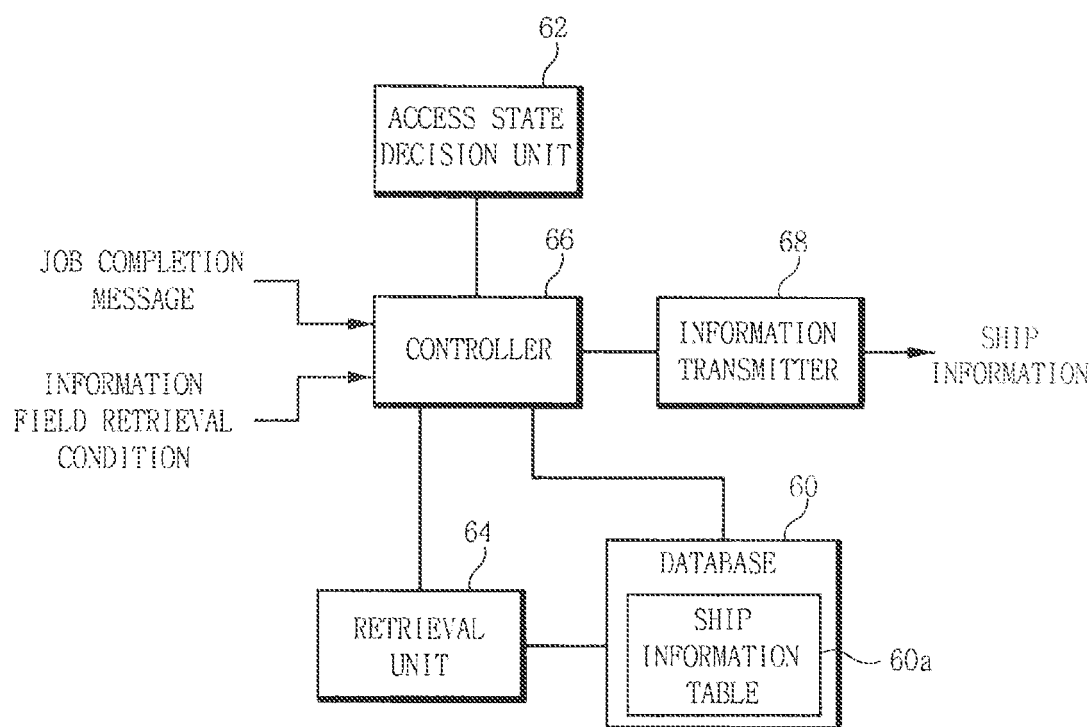 62
ACCESS STATE
DECISION UNIT
JOB COMPLETION
MESSAGE
66
68
CONTROLLER
INFORMATION
TRANSMITTER
SHIP
INFORMATION
INFORMATION
FIELD RETRIEVAL
CONDITION
64
60
RETRIEVAL
UNIT
DATABASE
SHIP
INFORMATION
TABLE
60a